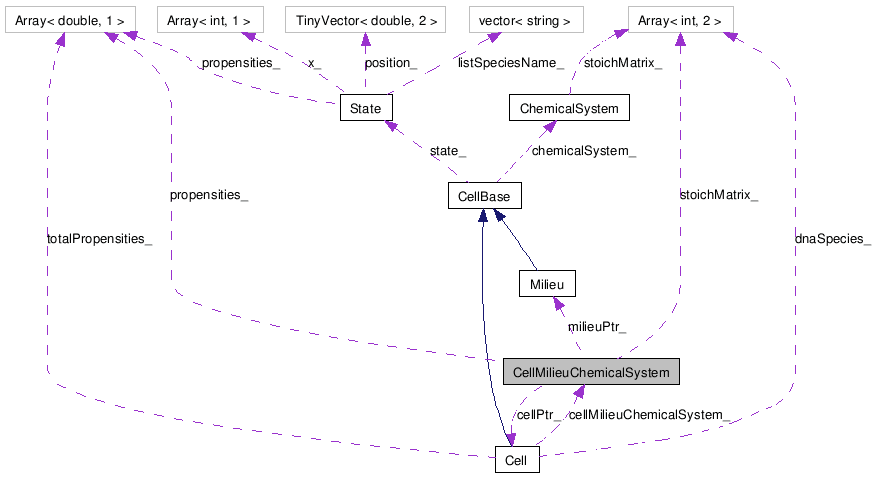 Array< double, 1 >
Array< int, 1 >
TinyVector< double, 2 >
vector< string >
Array< int, 2 >
propensities_
x_
position_
listSpeciesName_
stoichMatrix_
State
ChemicalSystem
state_
chemicalSystem_
CellBase
propensities_
stoichMatrix_
totalPropensities_
dnaSpecies_
Milieu
milieuPtr_
CellMilieuChemicalSystem
cellPtr_
cellMilieuChemicalSystem_
Cell